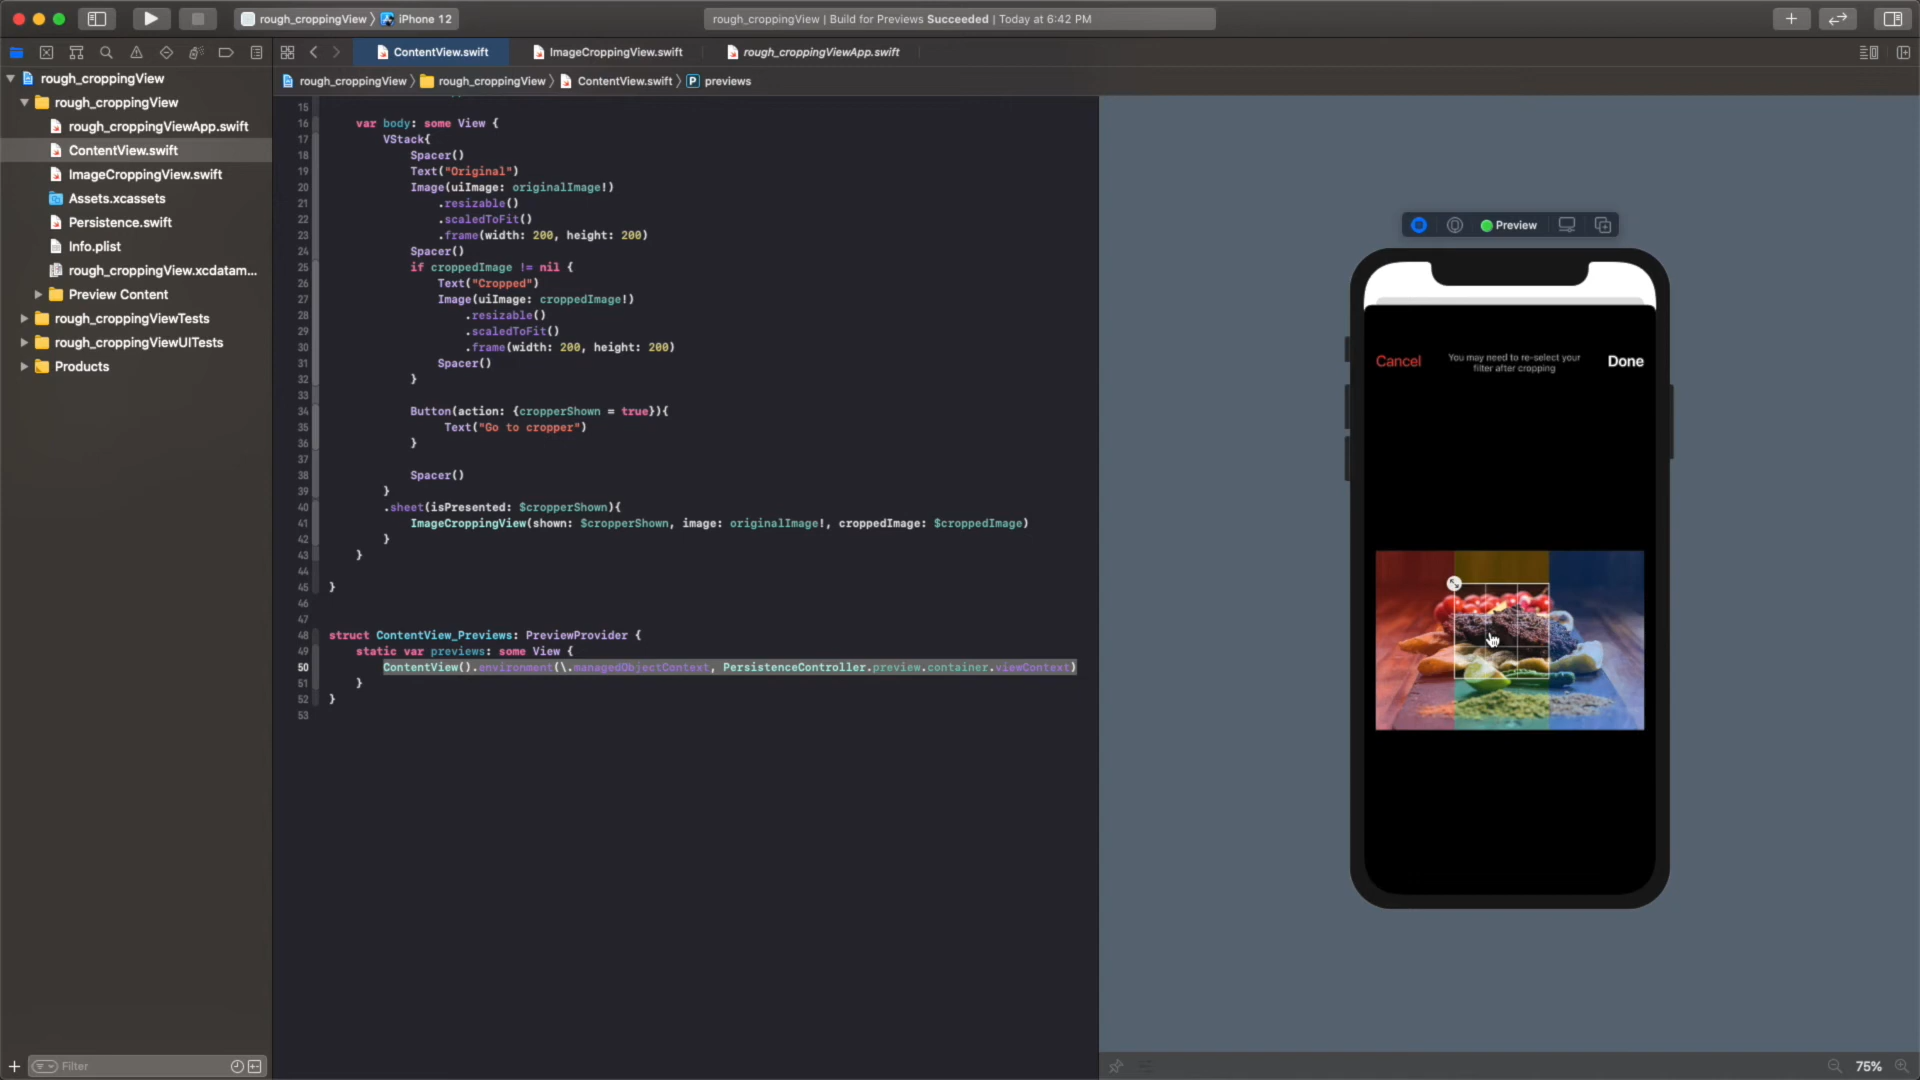 rough_croppingView 〉 iPhone 12
rough_croppingView | Build for Previews Succeeded | Today at 6:42 PM
ContentView.swift
ImageCroppingView.swift
rough_croppingViewApp.swift
rough_croppingView 〉 rough_croppingView 〉 ContentView.swift 〉 P previews
rough_croppingView
rough_croppingView
rough_croppingViewApp.swift
ContentView.swift
ImageCroppingView.swift
Assets.xcassets
Persistence.swift
Info.plist
rough_croppingView.xcdatam...
Preview Content
rough_croppingViewTests
rough_croppingViewUITests
Products
Filter
15
16 var body: some View {
17 VStack{
18 Spacer()
19 Text("Original")
20 Image(uiImage: originalImage!)
21 .resizable()
22 .scaledToFit()
23 .frame(width: 200, height: 200)
24 Spacer()
25 if croppedImage != nil {
26 Text("Cropped")
27 Image(uiImage: croppedImage!)
28 .resizable()
29 .scaledToFit()
30 .frame(width: 200, height: 200)
31 Spacer()
32 }
33
34 Button(action: {cropperShown = true}){
35 Text("Go to cropper")
36 }
37
38 Spacer()
39 }
40 .sheet(isPresented: $cropperShown){
41 ImageCroppingView(shown: $cropperShown, image: originalImage!, croppedImage: $croppedImage)
42 }
43 }
44
45 }
46
47
48 struct ContentView_Previews: PreviewProvider {
49 static var previews: some View {
50 ContentView().environment(\.managedObjectContext, PersistenceController.preview.container.viewContext)
51 }
52 }
53
Preview
Cancel
You may need to re-select your
filter after cropping
Done
75%